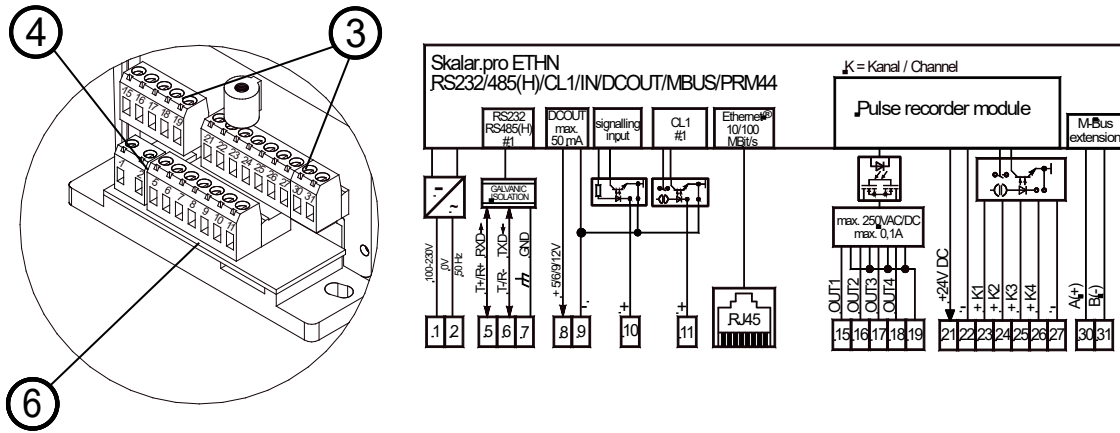 4
3
6
15 16 17 18 19
21 22 23 24 25 26 27 30 31
5 6 7 8 9 10 11
Skalar.pro ETHN
RS232/485(H)/CL1/IN/DCOUT/MBUS/PRM44
K = Kanal / Channel
RS232
RS485(H)
#1
DCOUT
max.
50 mA
signalling
input
CL1
#1
Ethernet®
10/100
MBit/s
Pulse recorder module
M-Bus
extension
GALVANIC
ISOLATION
max. 250VAC/DC
max. 0,1A
100-230V
0V
50 Hz
T+/R+ RXD
T-/R- TXD
GND
+ 5/6/9/12V
-
+
+
RJ45
OUT1
OUT2
OUT3
OUT4
+24V DC
-
+ K1
+ K2
+ K3
+ K4
-
A(+)
B(-)
1 2 5 6 7 8 9 10 11 15 16 17 18 19 21 22 23 24 25 26 27 30 31